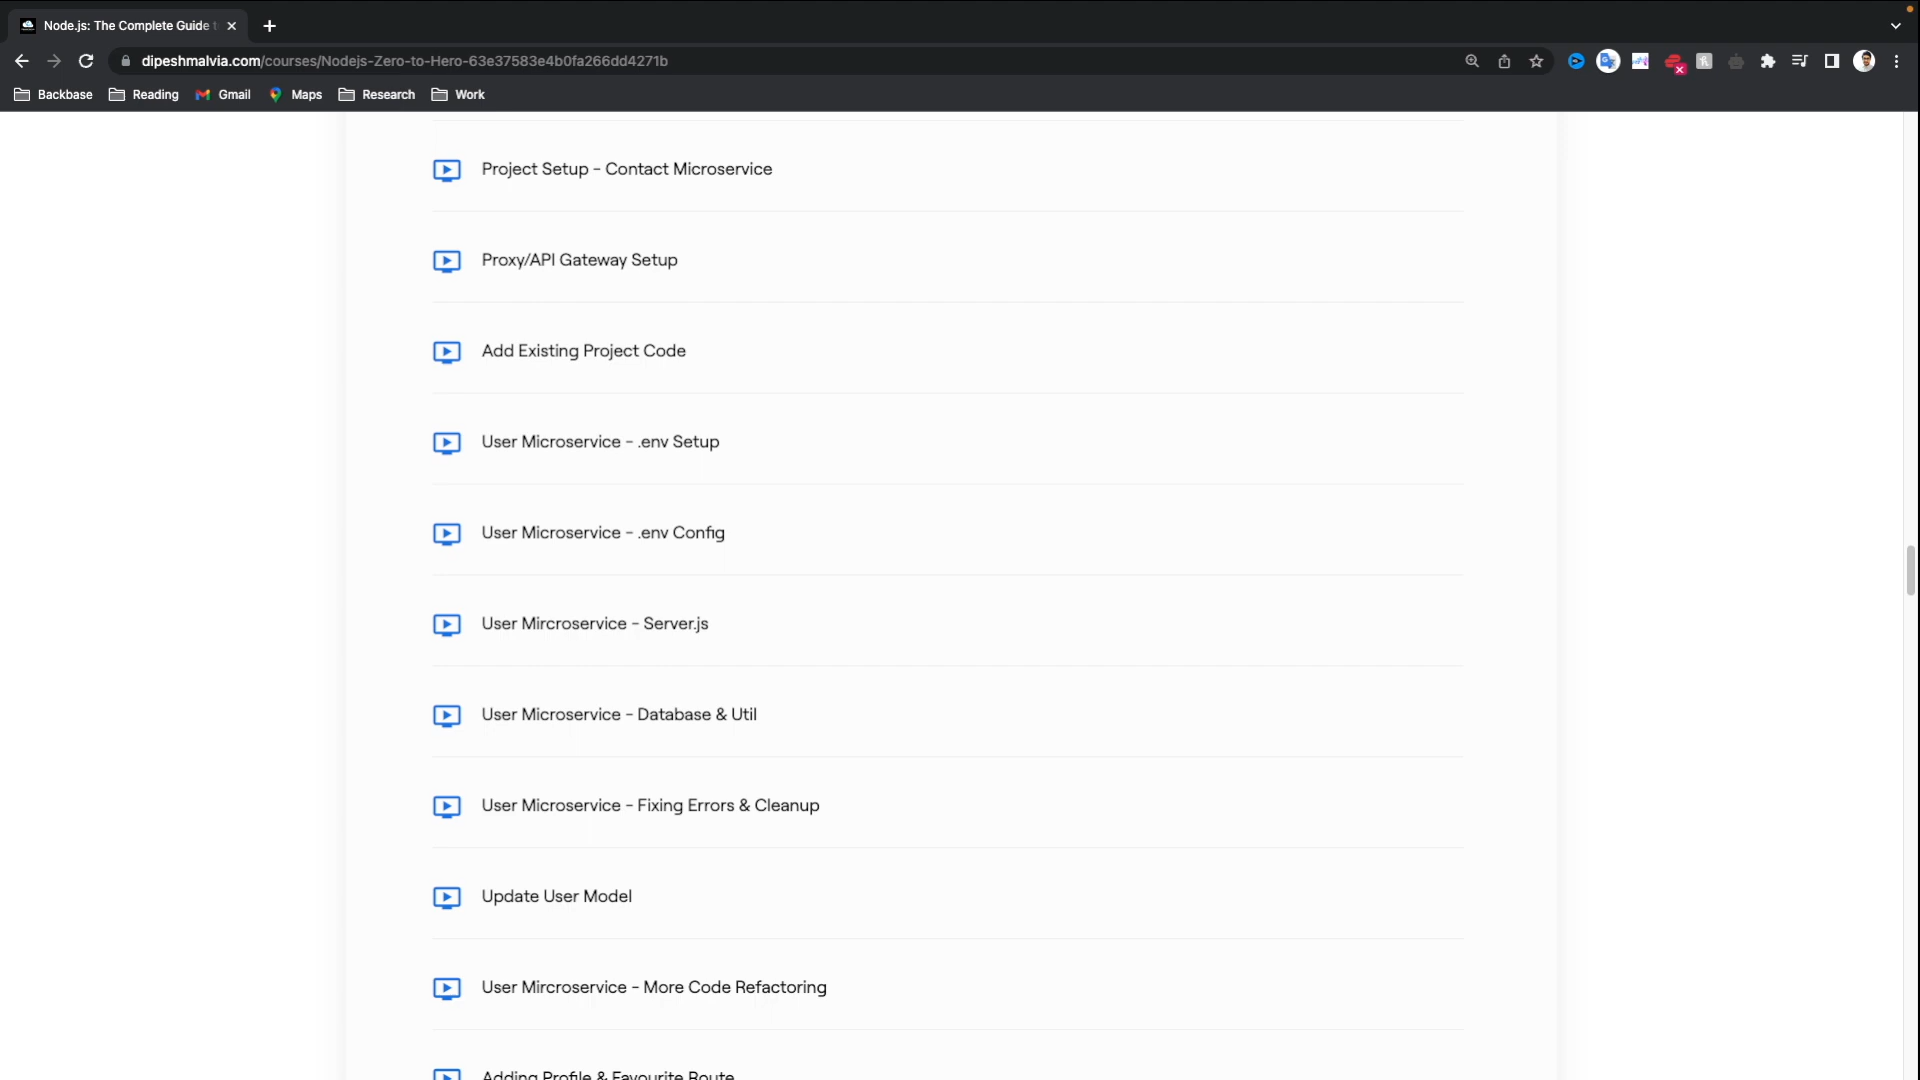 Node.js: The Complete Guide t
dipeshmalvia.com/courses/Nodejs-Zero-to-Hero-63e37583e4b0fa266dd4271b
Backbase Reading Gmail Maps Research Work
Project Setup - Contact Microservice
Proxy/API Gateway Setup
Add Existing Project Code
User Microservice - .env Setup
User Microservice - .env Config
User Mircroservice - Server.js
User Microservice - Database & Util
User Microservice - Fixing Errors & Cleanup
Update User Model
User Mircroservice - More Code Refactoring
Adding Profile & Favourite Route